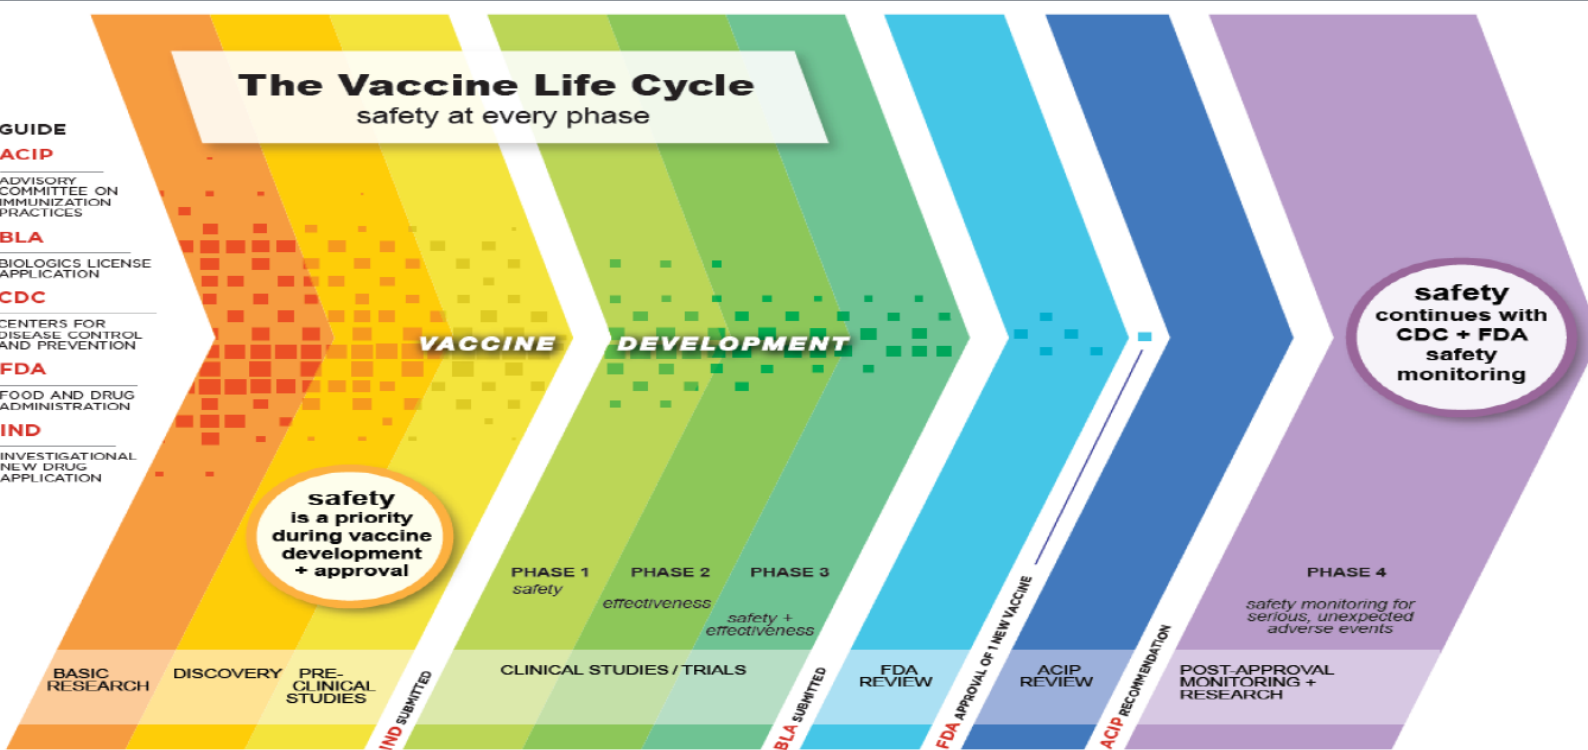 The Vaccine Life Cycle
safety at every phase
GUIDE
ACIP
ADVISORY
COMMITTEE ON
IMMUNIZATION
PRACTICES
BLA
BIOLOGICS LICENSE
APPLICATION
CDC
CENTERS FOR
DISEASE CONTROL
AND PREVENTION
FDA
FOOD AND DRUG
ADMINISTRATION
IND
INVESTIGATIONAL
NEW DRUG
APPLICATION
VACCINE DEVELOPMENT
safety
is a priority
during vaccine
development
+ approval
safety
continues with
CDC + FDA
safety
monitoring
PHASE 1
safety
PHASE 2
effectiveness
PHASE 3
safety +
effectiveness
PHASE 4
safety monitoring for
serious, unexpected
adverse events
BASIC
RESEARCH
DISCOVERY
PRE-
CLINICAL
STUDIES
IND SUBMITTED
CLINICAL STUDIES / TRIALS
BLA SUBMITTED
FDA
REVIEW
FDA APPROVAL OF 1 NEW VACCINE
ACIP
REVIEW
ACIP RECOMMENDATION
POST-APPROVAL
MONITORING +
RESEARCH